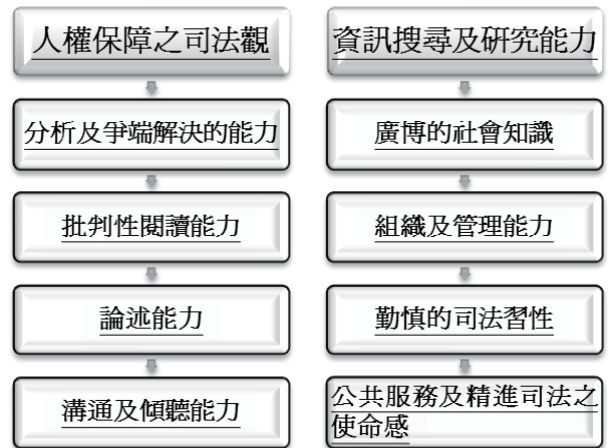 人權保障之司法觀
分析及爭端解決的能力
批判性閱讀能力
論述能力
溝通及傾聽能力
資訊搜尋及研究能力
廣博的社會知識
組織及管理能力
勤慎的司法習性
公共服務及精進司法之
使命感